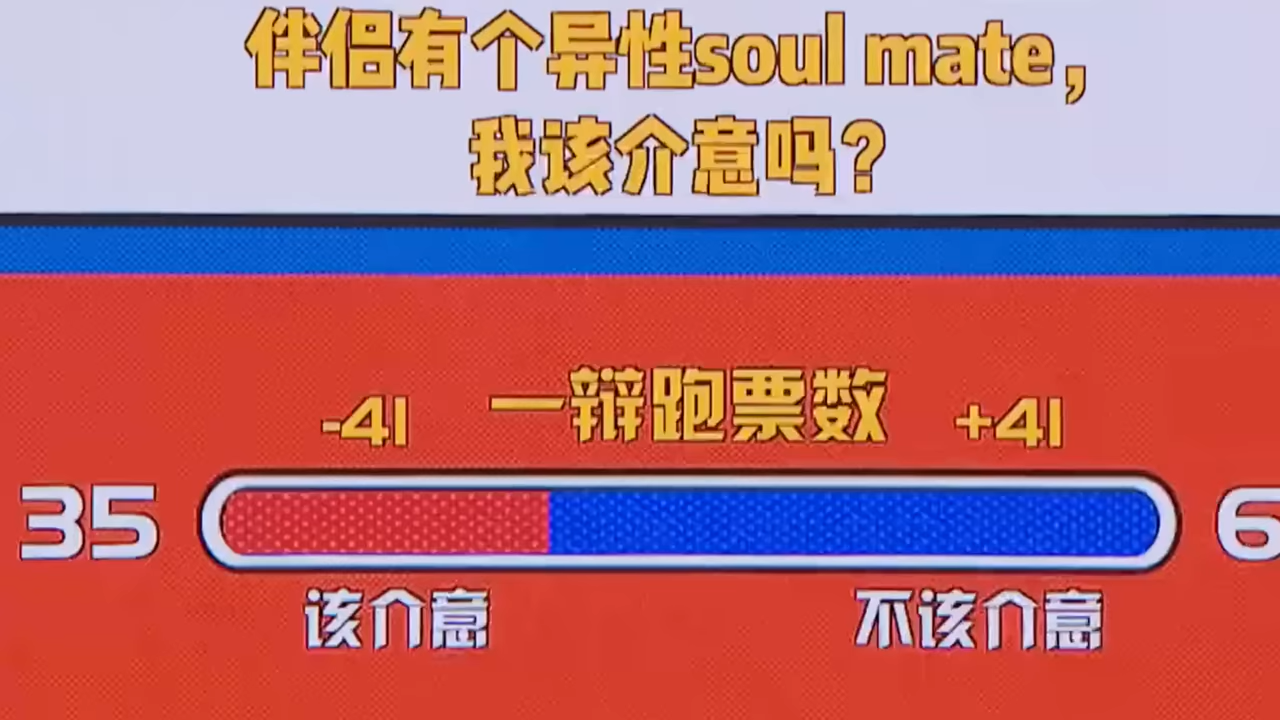 伴侣有个异性soul mate，
我该介意吗？
一辩跑票数
-41 +41
35 6
该介意 不该介意